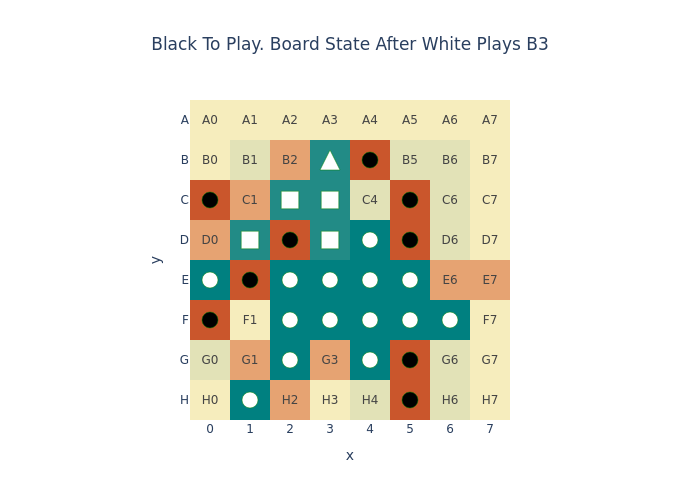 Black To Play. Board State After White Plays B3
A A0 A1 A2 A3 A4 A5 A6 A7
B B0 B1 B2 B5 B6 B7
C C1 C4 C6 C7
D D0 D6 D7
E E6 E7
F F1 F7
G G0 G1 G3 G6 G7
H H0 H2 H3 H4 H6 H7
0 1 2 3 4 5 6 7
x
y